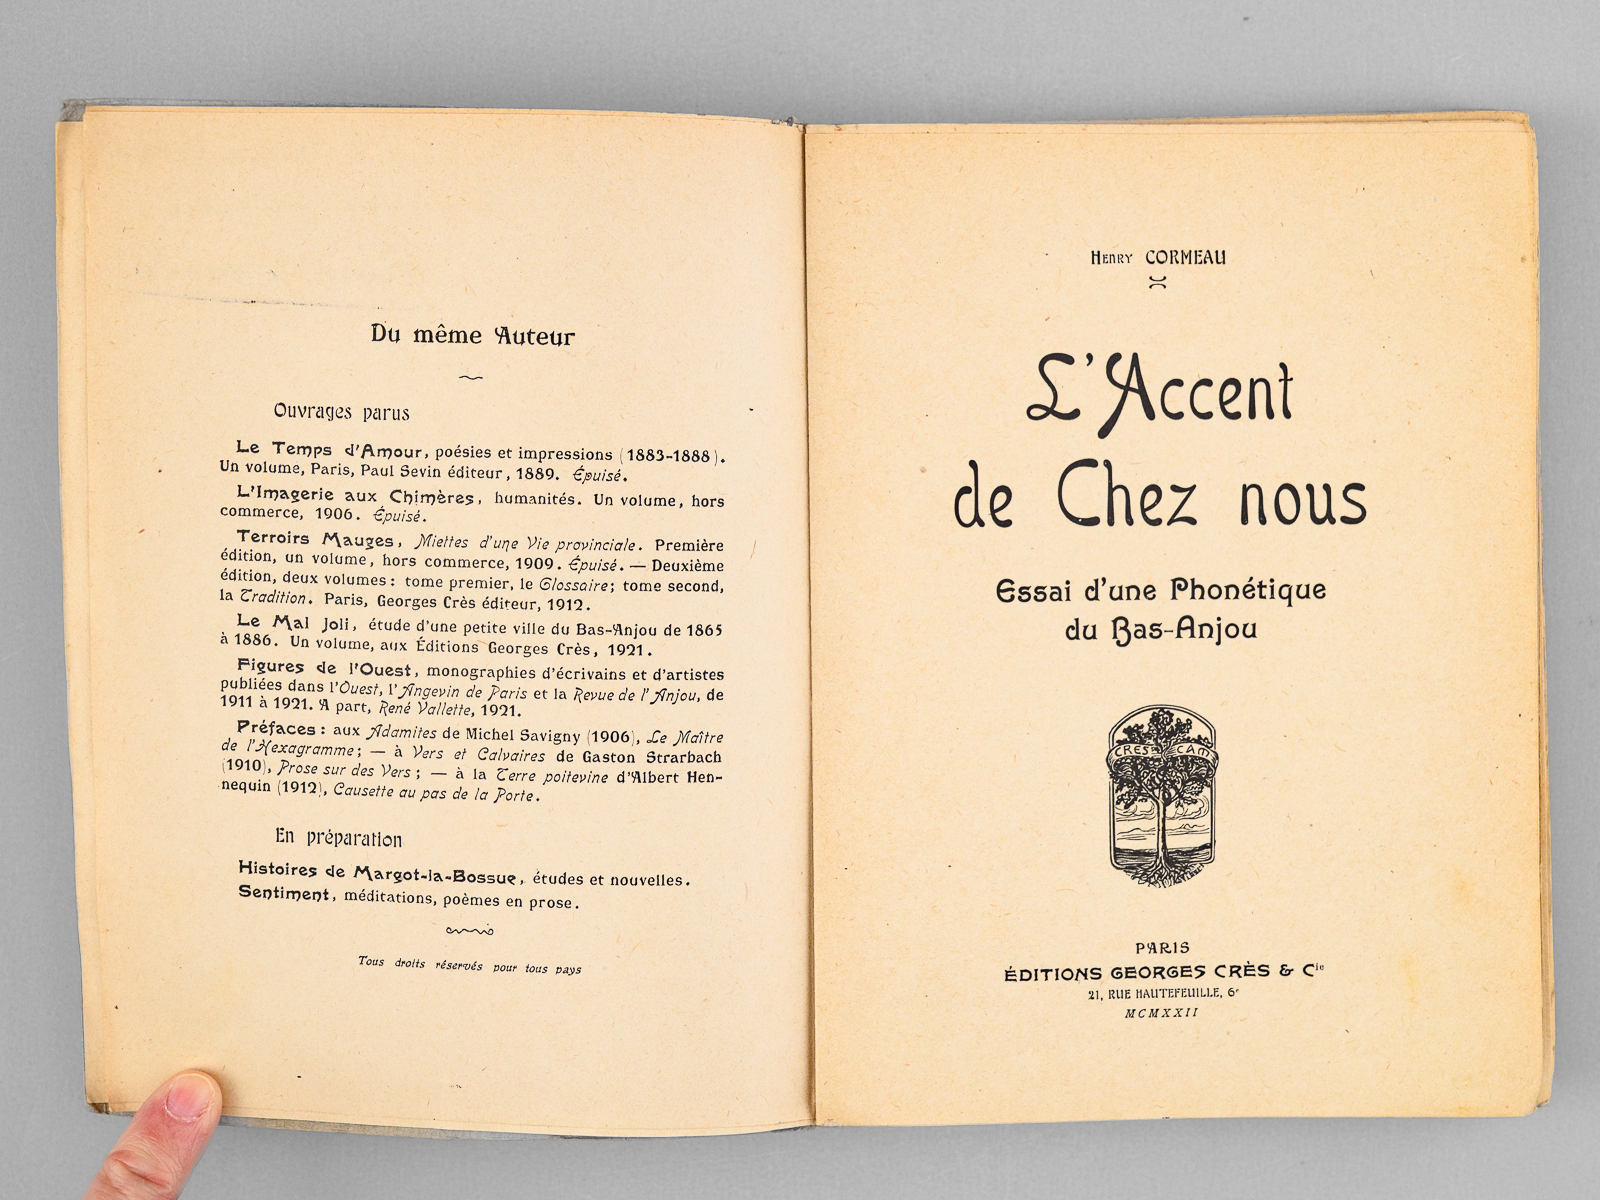 Du même Auteur
Ouvrages parus
Le Temps d'Amour, poésies et impressions (1883-1888).
Un volume, Paris, Paul Sevin éditeur, 1889. Épuisé.
L'Imagerie aux Chimères, humanités. Un volume, hors
commerce, 1906. Épuisé.
Terroirs Mauges, Miettes d'une Vie provinciale. Première
édition, un volume, hors commerce, 1909. Épuisé. — Deuxième
édition, deux volumes : tome premier, le Glossaire ; tome second,
la Tradition. Paris, Georges Crès éditeur, 1912.
Le Mal Joli, étude d'une petite ville du Bas-Anjou de 1865
à 1886. Un volume, aux Éditions Georges Crès, 1921.
Figures de l'Ouest, monographies d'écrivains et d'artistes
publiées dans l'Ouest, l'Angevin de Paris et la Revue de l'Anjou, de
1911 à 1921. A part, René Vallette, 1921.
Préfaces : aux Adamites de Michel Savigny (1906), Le Maître
de l'Hexagramme ; — à Vers et Calvaires de Gaston Strarbach
(1910), Prose sur des Vers ; — à la Terre poitevine d'Albert Hen-
nequin (1912), Causette au pas de la Porte.
En préparation
Histoires de Margot-la-Bossue, études et nouvelles.
Sentiment, méditations, poèmes en prose.
Tous droits réservés pour tous pays
Henry CORMEAU
L'Accent
de Chez nous
Essai d'une Phonétique
du Bas-Anjou
CRES CAM
PARIS
ÉDITIONS GEORGES CRÈS & Cie
21, RUE HAUTEFEUILLE, 6e
MCMXXII